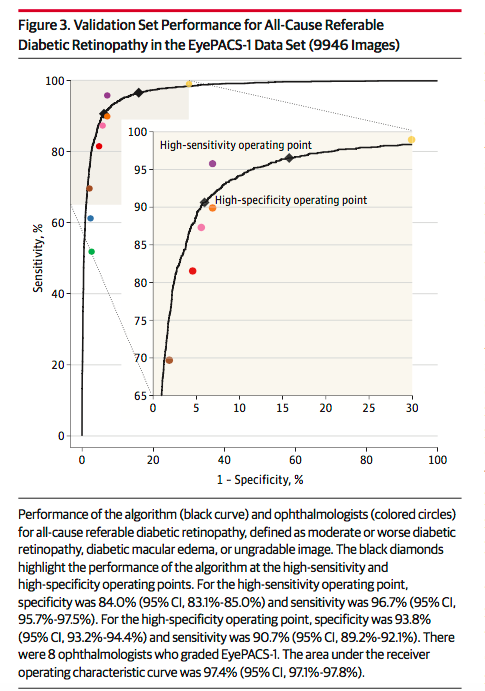 Figure 3. Validation Set Performance for All-Cause Referable
Diabetic Retinopathy in the EyePACS-1 Data Set (9946 Images)
100
80
60
40
20
0
Sensitivity, %
100
95
90
85
80
75
70
65
High-sensitivity operating point
High-specificity operating point
0 5 10 15 20 25 30
0 20 40 60 80 100
1 – Specificity, %
Performance of the algorithm (black curve) and ophthalmologists (colored circles)
for all-cause referable diabetic retinopathy, defined as moderate or worse diabetic
retinopathy, diabetic macular edema, or ungradable image. The black diamonds
highlight the performance of the algorithm at the high-sensitivity and
high-specificity operating points. For the high-sensitivity operating point,
specificity was 84.0% (95% CI, 83.1%-85.0%) and sensitivity was 96.7% (95% CI,
95.7%-97.5%). For the high-specificity operating point, specificity was 93.8%
(95% CI, 93.2%-94.4%) and sensitivity was 90.7% (95% CI, 89.2%-92.1%). There
were 8 ophthalmologists who graded EyePACS-1. The area under the receiver
operating characteristic curve was 97.4% (95% CI, 97.1%-97.8%).